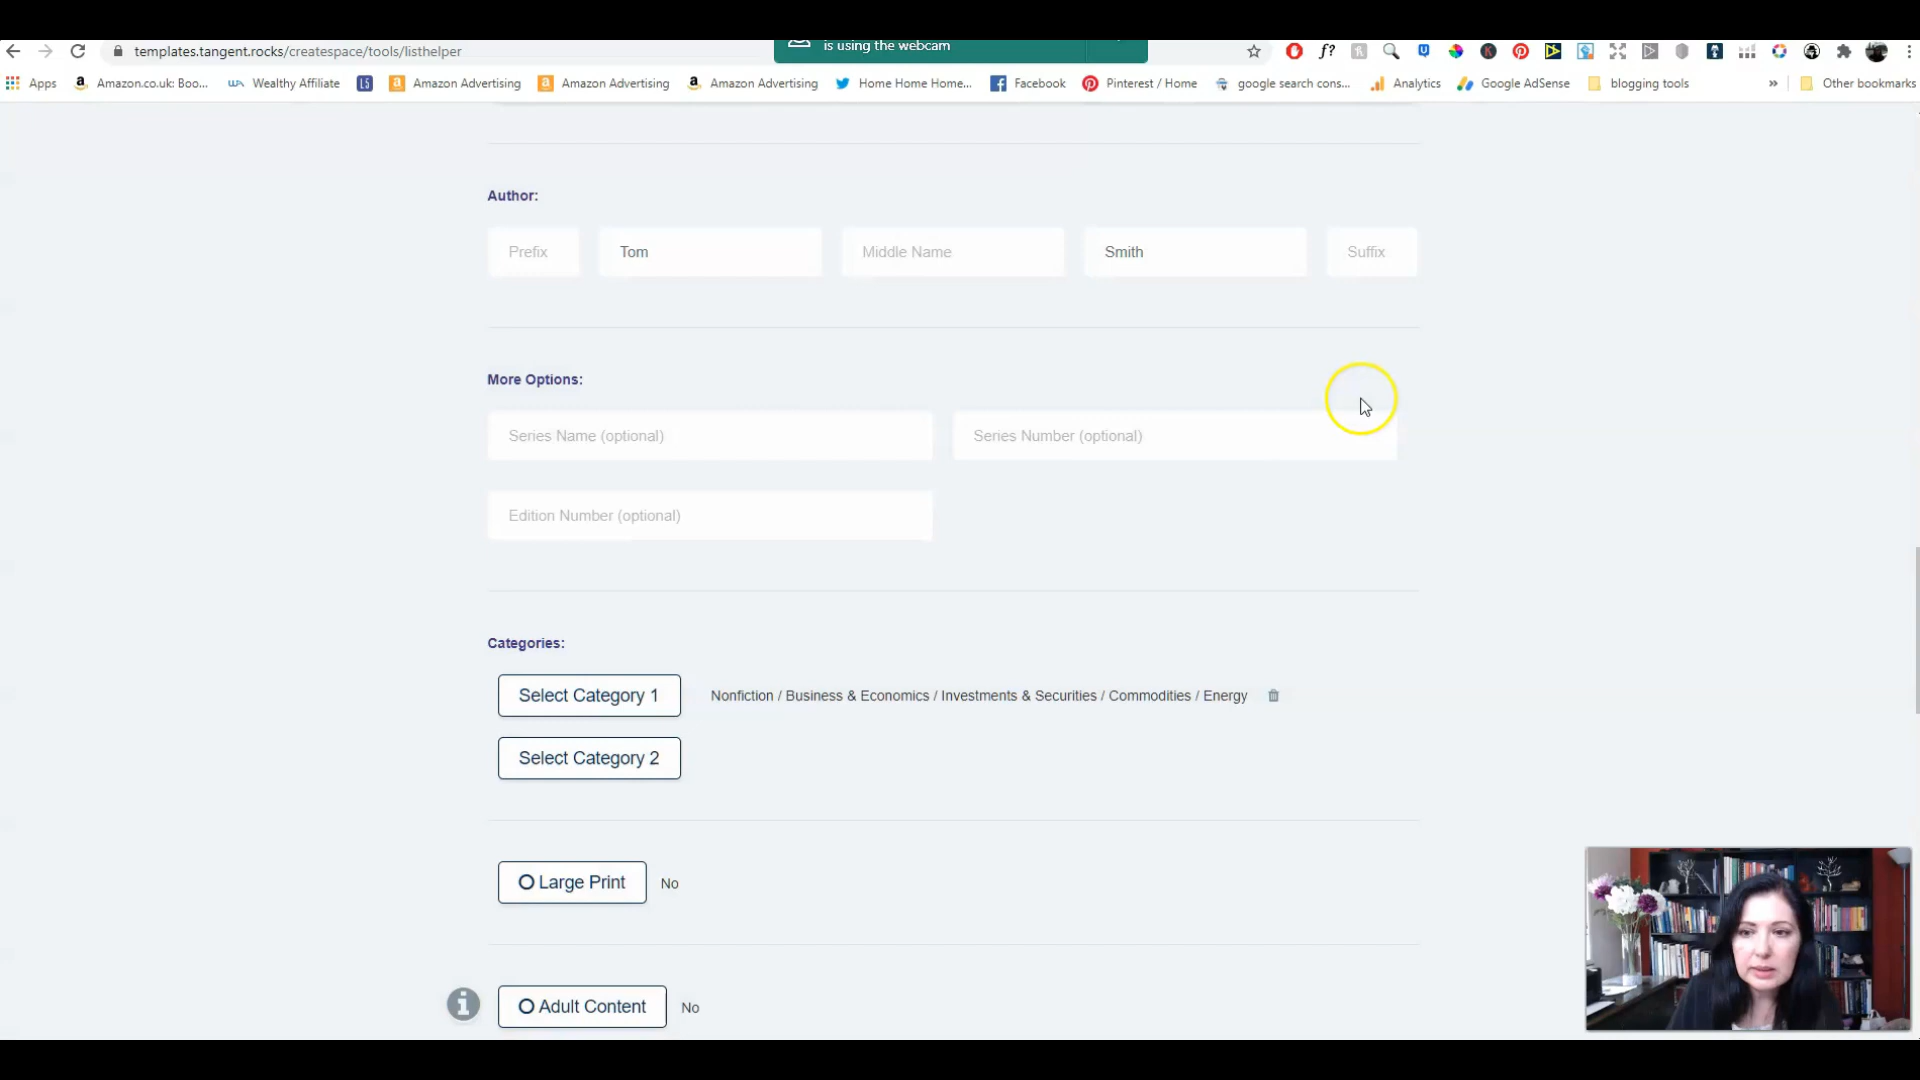 is using the webcam
templates.tangent.rocks/createspace/tools/listhelper
Apps Amazon.co.uk: Boo... Wealthy Affiliate Amazon Advertising Amazon Advertising Amazon Advertising Home Home Home... Facebook Pinterest / Home google search cons... Analytics Google AdSense blogging tools » Other bookmarks
Author:
Prefix Tom Middle Name Smith Suffix
More Options:
Series Name (optional) Series Number (optional)
Edition Number (optional)
Categories:
Select Category 1 Nonfiction / Business & Economics / Investments & Securities / Commodities / Energy
Select Category 2
Large Print No
Adult Content No